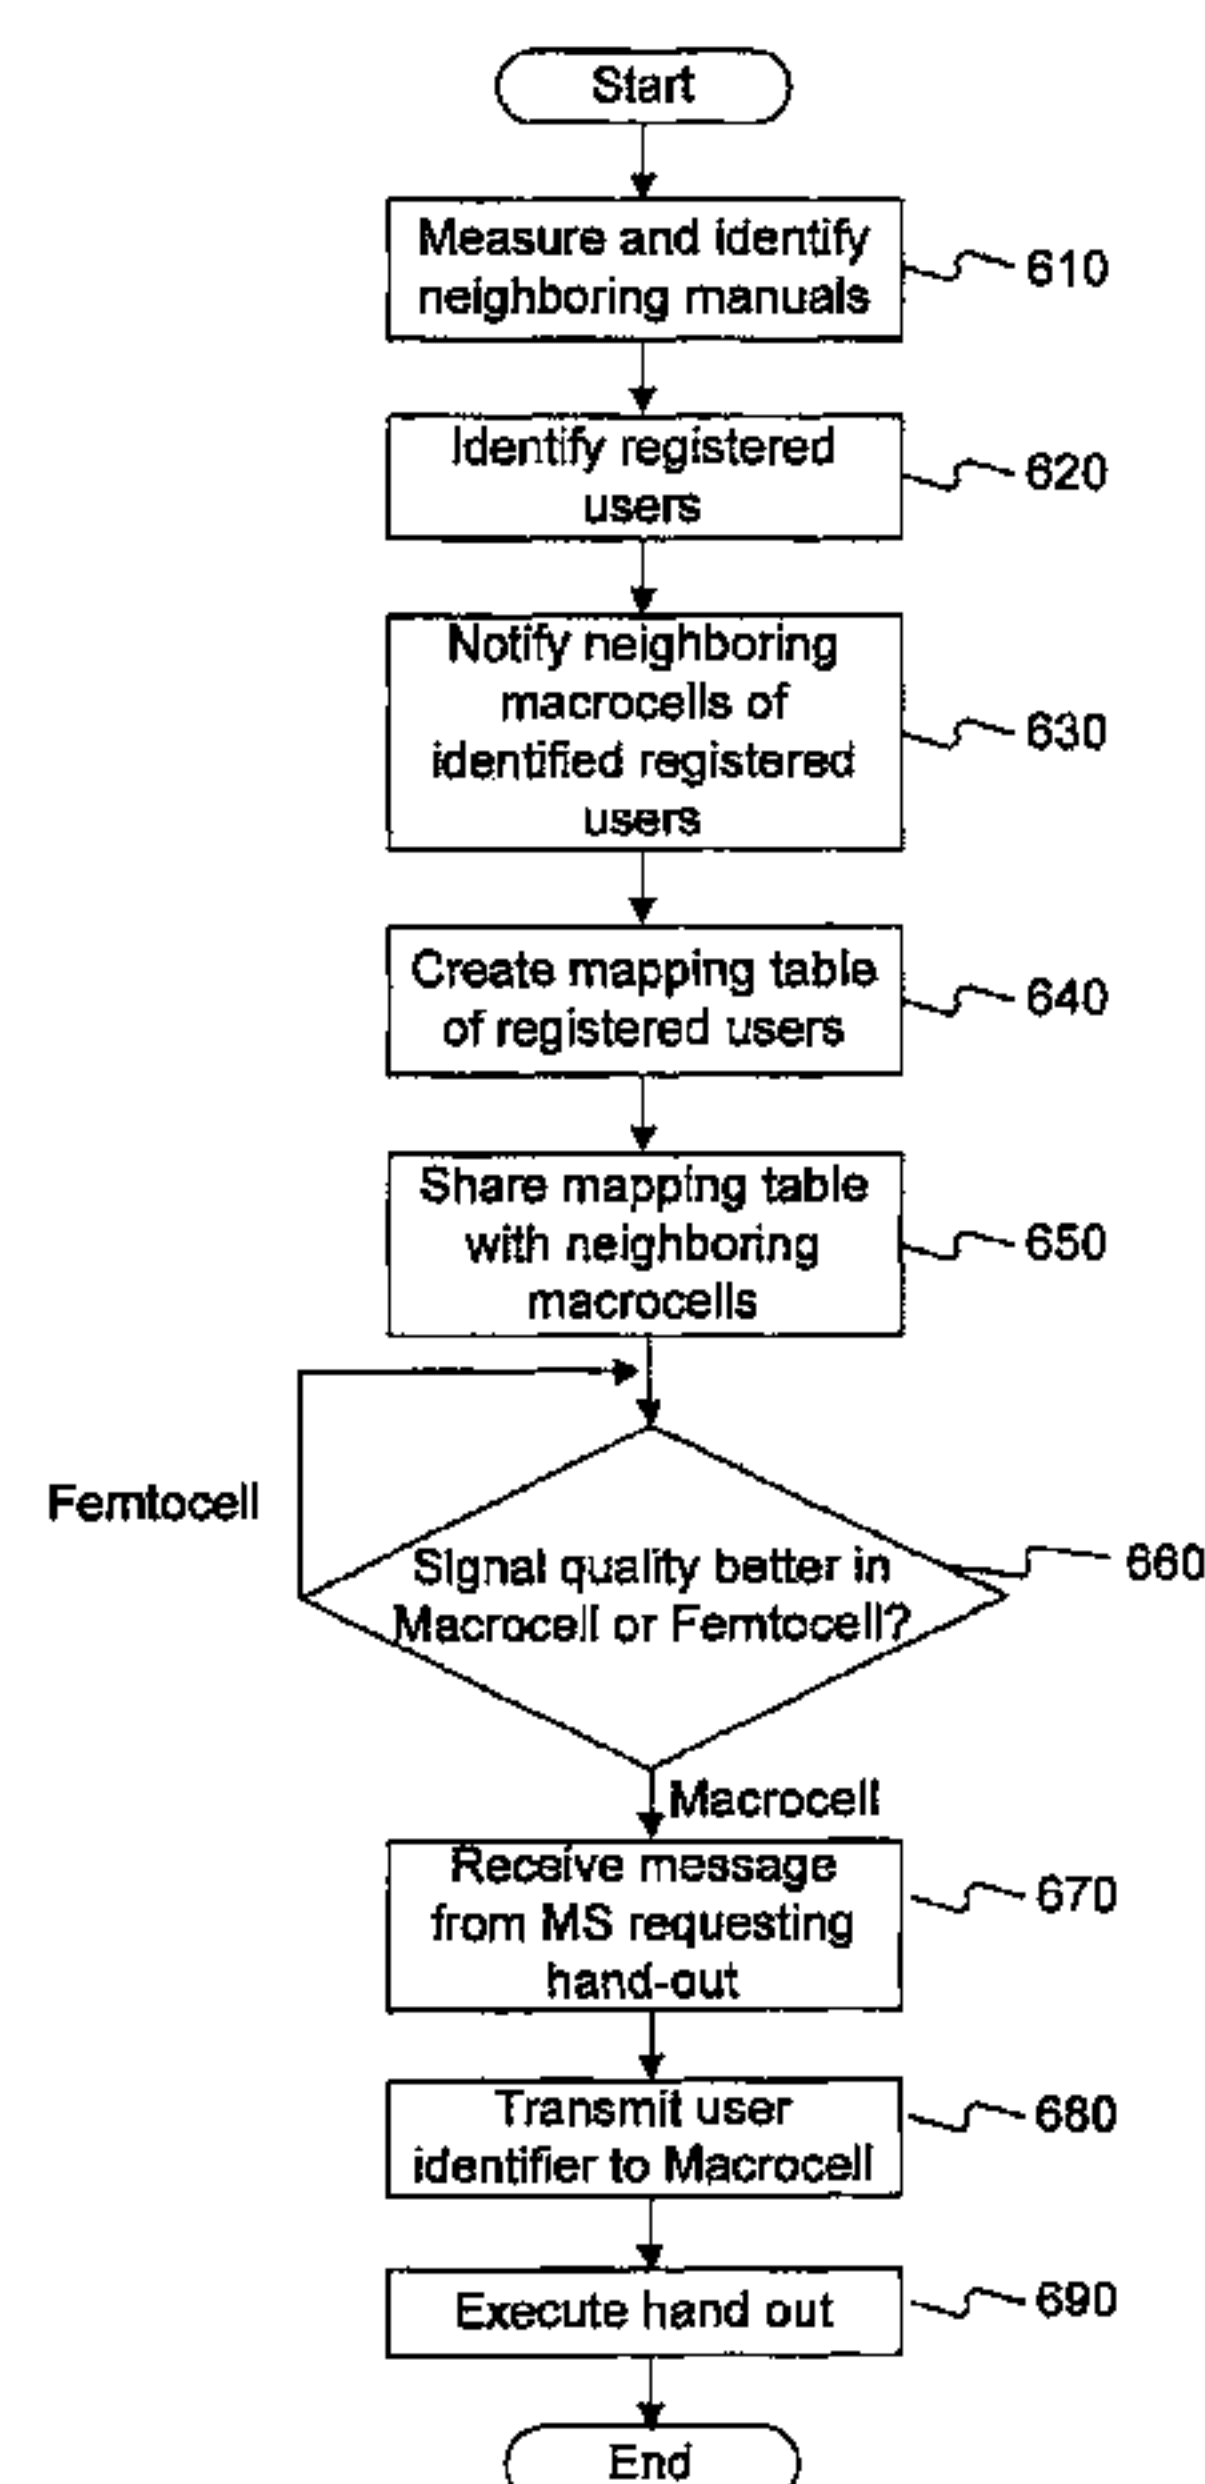 Start
Measure and identify
neighboring manuals
610
Identify registered
users
620
Notify neighboring
macrocells of
identified registered
users
630
Create mapping table
of registered users
640
Share mapping table
with neighboring
macrocells
650
Femtocell
Signal quality better in
Macrocell or Femtocell?
660
Macrocell
Receive message
from MS requesting
hand-out
670
Transmit user
identifier to Macrocell
680
Execute hand out
690
End